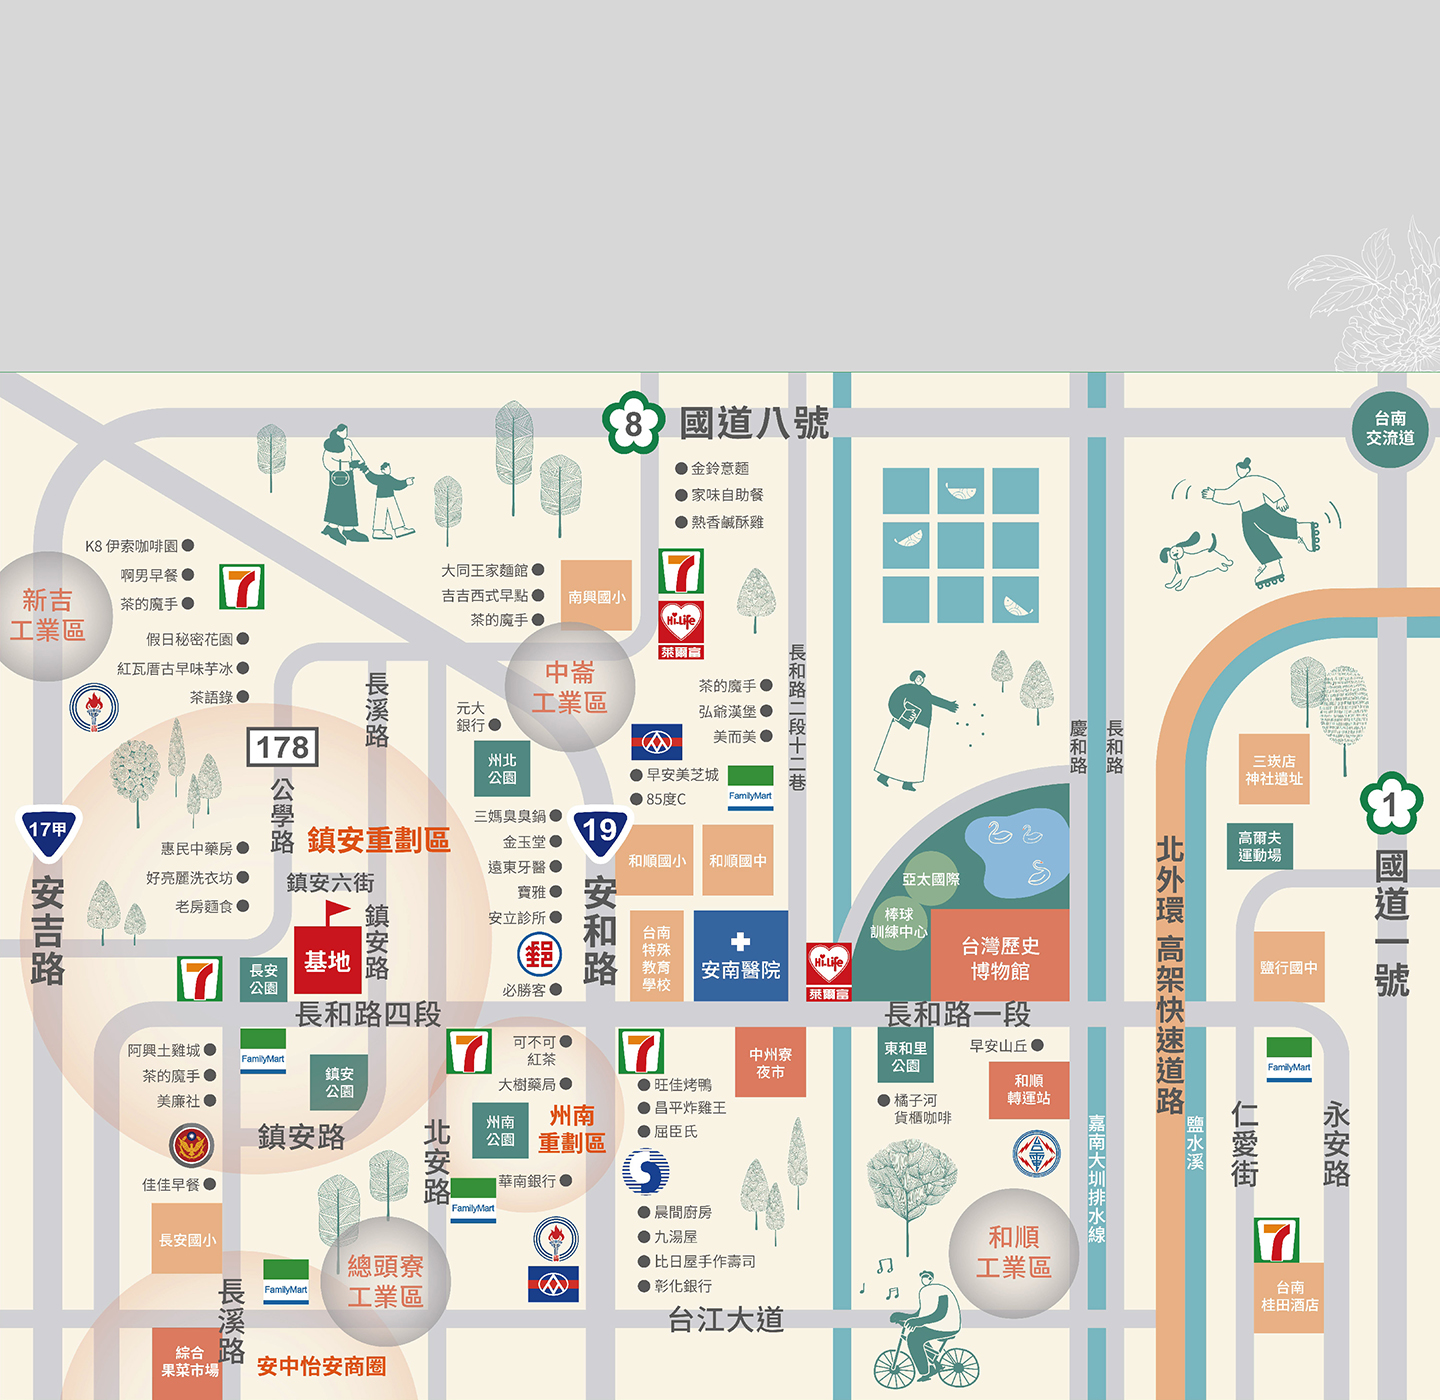 8
國道八號
台南
交流道
金鈴意麵
家味自助餐
熱香鹹酥雞
K8 伊索咖啡園
啊男早餐
茶的魔手
7
新吉
工業區
假日秘密花園
紅瓦厝古早味芋冰
茶語錄
大同王家麵館
吉吉西式早點
茶的魔手
南興國小
7
Hi-Life
萊爾富
中崙
工業區
長和路二段十二巷
茶的魔手
弘爺漢堡
美而美
長溪路
元大
銀行
州北
公園
早安美芝城
85度C
FamilyMart
慶和路
長和路
三崁店
神社遺址
高爾夫
運動場
1
國道一號
178
公學路
17甲
安吉路
鎮安重劃區
惠民中藥房
好亮麗洗衣坊
老房麵食
鎮安六街
鎮安路
基地
三媽臭臭鍋
金玉堂
遠東牙醫
寶雅
安立診所
郵
必勝客
19
安和路
和順國小
和順國中
台南
特殊
教育
學校
安南醫院
Hi-Life
萊爾富
亞太國際
棒球
訓練中心
台灣歷史
博物館
北外環 高架快速道路
鹽行國中
7
長安
公園
長和路四段
長和路一段
阿興土雞城
茶的魔手
美廉社
佳佳早餐
FamilyMart
鎮安
公園
鎮安路
7
可不可
紅茶
大樹藥局
州南
公園
州南
重劃區
北安路
FamilyMart
華南銀行
7
旺佳烤鴨
昌平炸雞王
屈臣氏
晨間廚房
九湯屋
比日屋手作壽司
彰化銀行
中州寮
夜市
東和里
公園
早安山丘
橘子河
貨櫃咖啡
和順
轉運站
嘉南大圳排水線
鹽水溪
FamilyMart
仁愛街
永安路
7
台南
桂田酒店
長安國小
長溪路
FamilyMart
總頭寮
工業區
和順
工業區
台江大道
綜合
果菜市場
安中怡安商圈